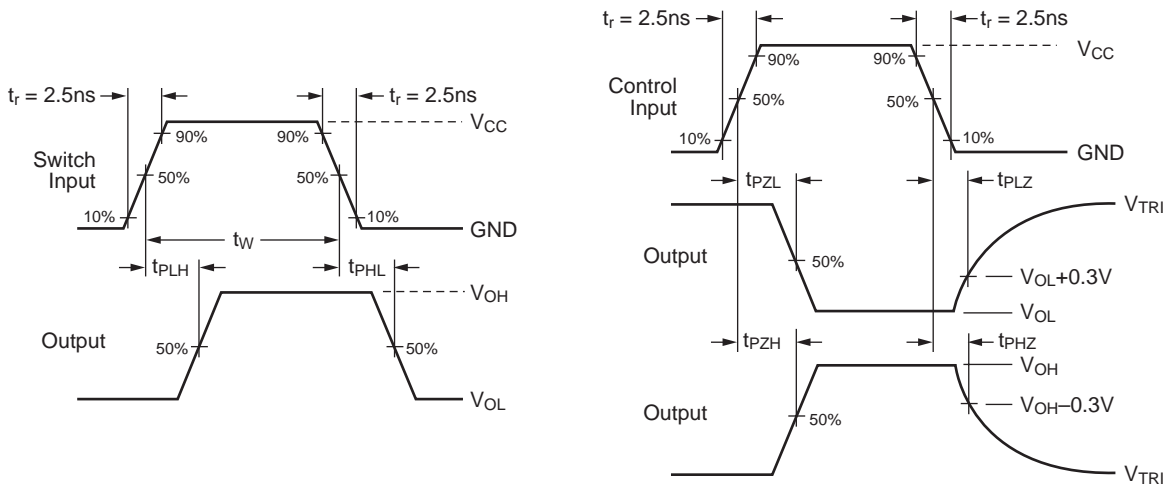 tr = 2.5ns
tr = 2.5ns
VCC
90%
90%
Switch
Input
50%
50%
10%
10%
GND
tW
tPLH
tPHL
VOH
Output
50%
50%
VOL
tr = 2.5ns
tr = 2.5ns
VCC
90%
90%
Control
Input
50%
50%
10%
10%
GND
tPZL
tPLZ
VTRI
Output
50%
VOL+0.3V
VOL
tPZH
tPHZ
VOH
VOH–0.3V
Output
50%
VTRI